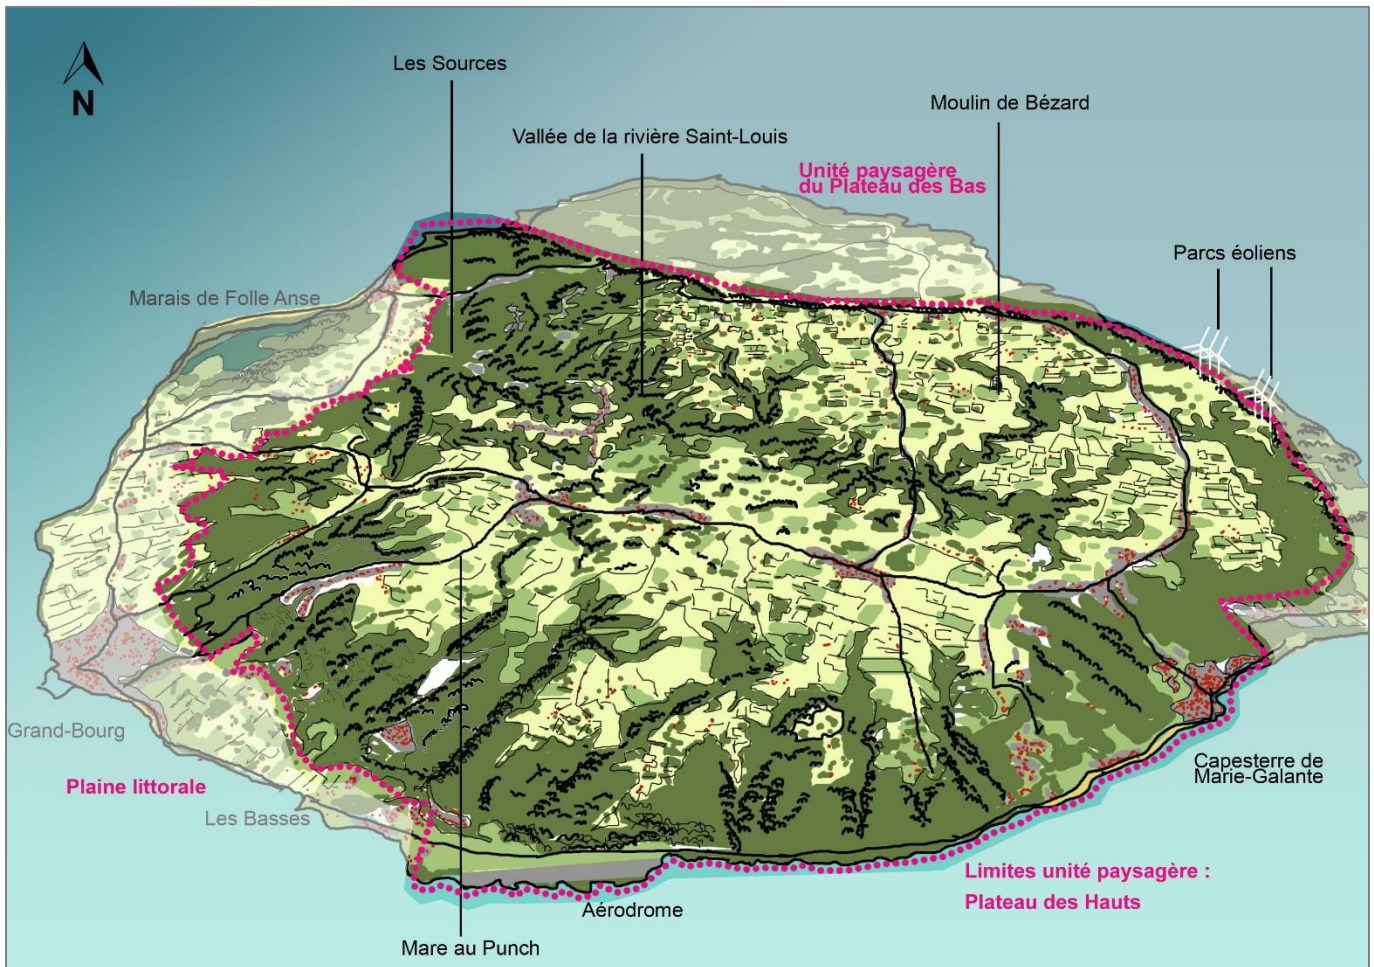 Les Sources
Moulin de Bézard
Vallée de la rivière Saint-Louis
Unité paysagère
du Plateau des Bas
N
Parcs éoliens
Marais de Folle Anse
Grand-Bourg
Plaine littorale
Les Basses
Capesterre de
Marie-Galante
Limites unité paysagère :
Plateau des Hauts
Aérodrome
Mare au Punch